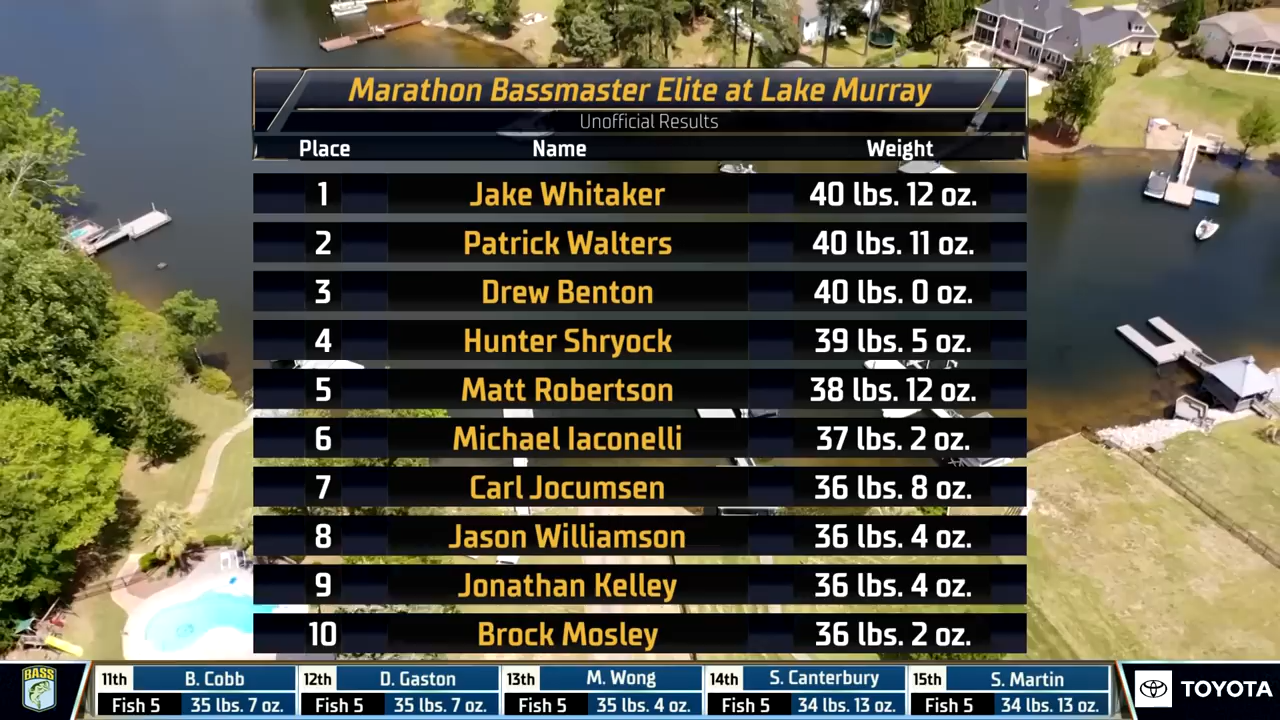 Marathon Bassmaster Elite at Lake Murray
Unofficial Results
Place Name Weight
1 Jake Whitaker 40 lbs. 12 oz.
2 Patrick Walters 40 lbs. 11 oz.
3 Drew Benton 40 lbs. 0 oz.
4 Hunter Shryock 39 lbs. 5 oz.
5 Matt Robertson 38 lbs. 12 oz.
6 Michael Iaconelli 37 lbs. 2 oz.
7 Carl Jocumsen 36 lbs. 8 oz.
8 Jason Williamson 36 lbs. 4 oz.
9 Jonathan Kelley 36 lbs. 4 oz.
10 Brock Mosley 36 lbs. 2 oz.
BASS
11th B. Cobb
Fish 5 35 lbs. 7 oz.
12th D. Gaston
Fish 5 35 lbs. 7 oz.
13th M. Wong
Fish 5 35 lbs. 4 oz.
14th S. Canterbury
Fish 5 34 lbs. 13 oz.
15th S. Martin
Fish 5 34 lbs. 13 oz.
TOYOTA